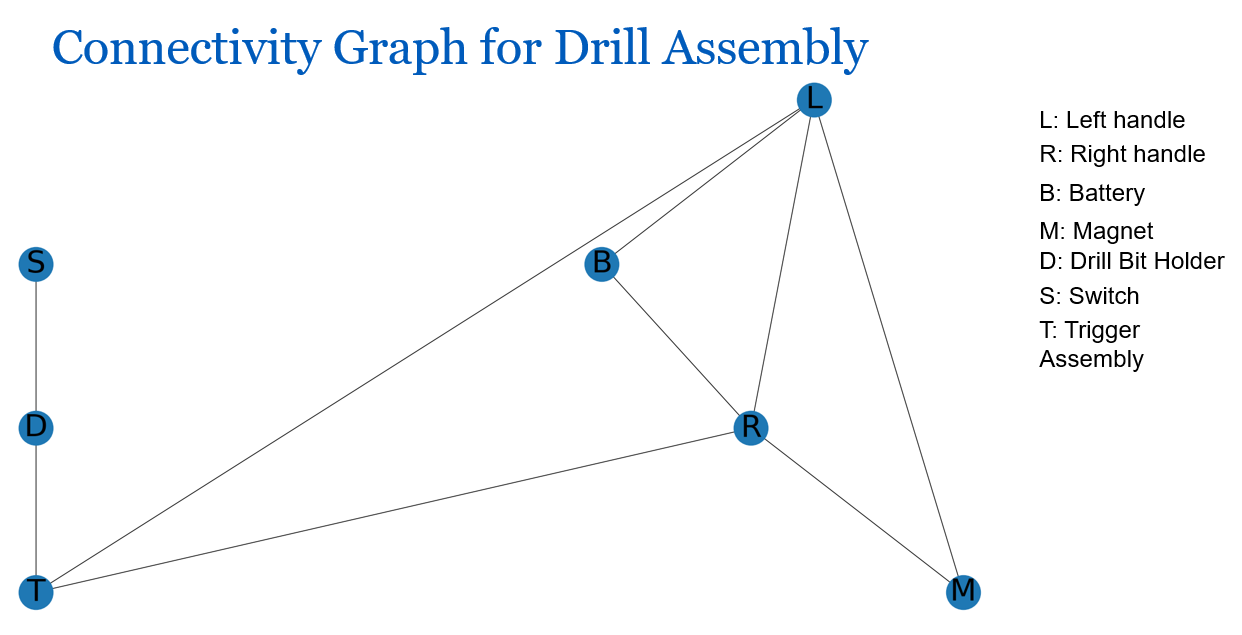 Connectivity Graph for Drill Assembly
L
L: Left handle
R: Right handle
B: Battery
M: Magnet
D: Drill Bit Holder
S: Switch
T: Trigger
Assembly
S
B
D
R
T
M